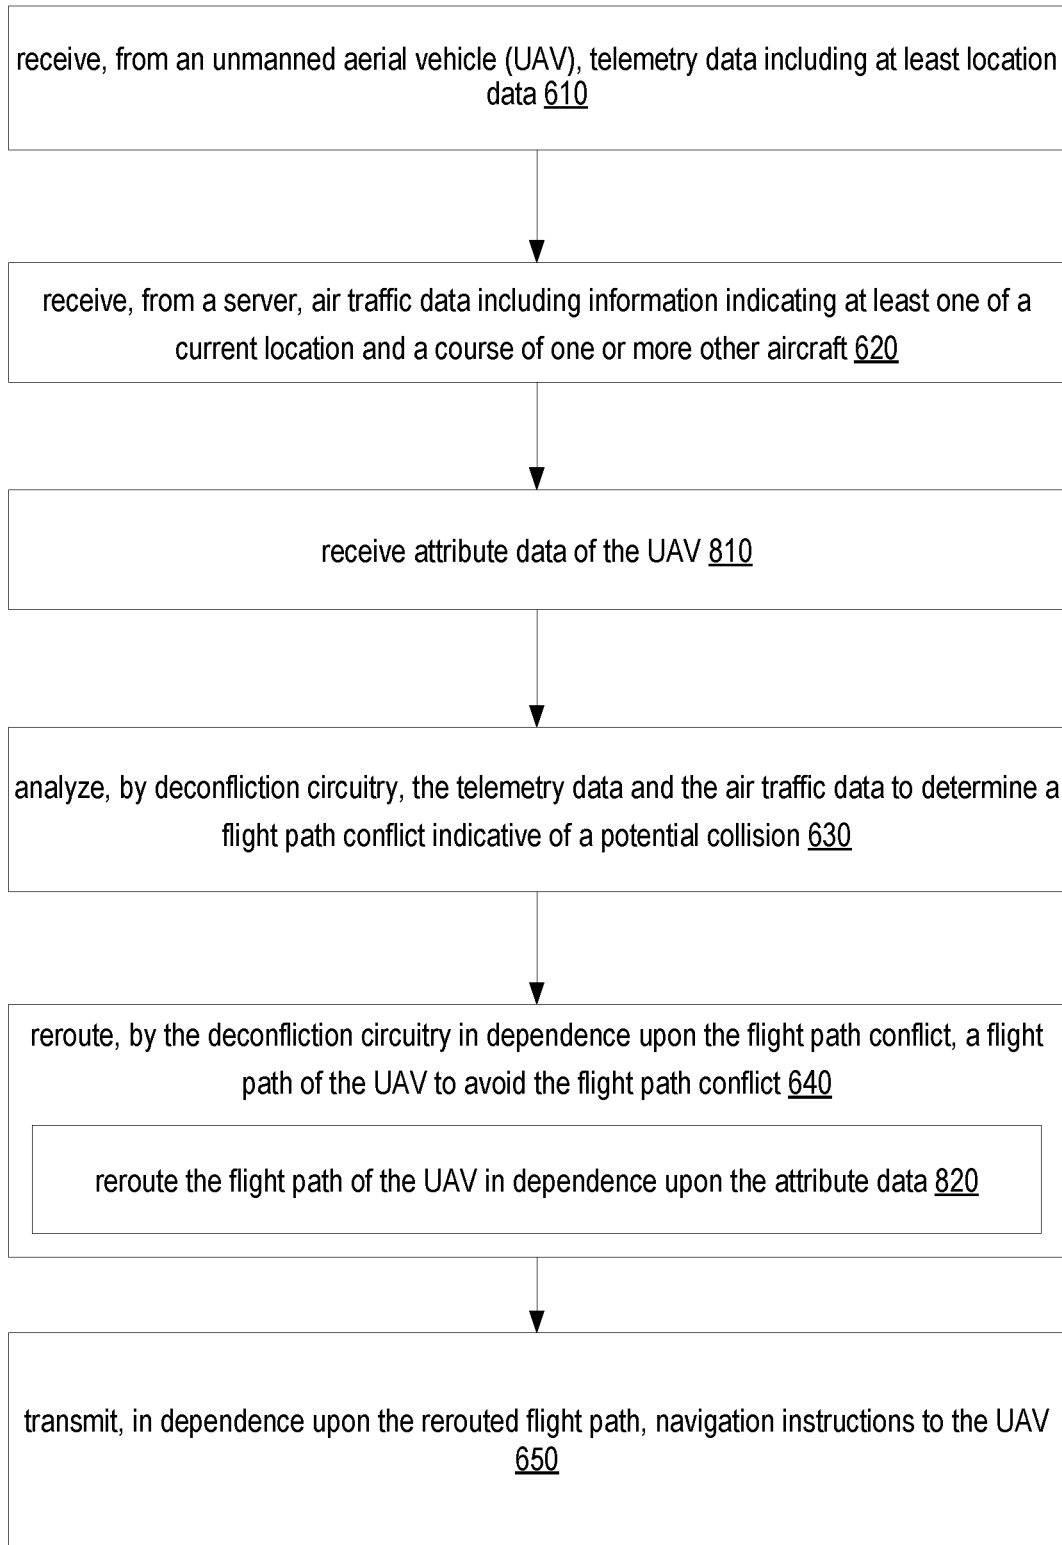 receive, from an unmanned aerial vehicle (UAV), telemetry data including at least location
data 610
receive, from a server, air traffic data including information indicating at least one of a
current location and a course of one or more other aircraft 620
receive attribute data of the UAV 810
analyze, by deconfliction circuitry, the telemetry data and the air traffic data to determine a
flight path conflict indicative of a potential collision 630
reroute, by the deconfliction circuitry in dependence upon the flight path conflict, a flight
path of the UAV to avoid the flight path conflict 640
reroute the flight path of the UAV in dependence upon the attribute data 820
transmit, in dependence upon the rerouted flight path, navigation instructions to the UAV
650